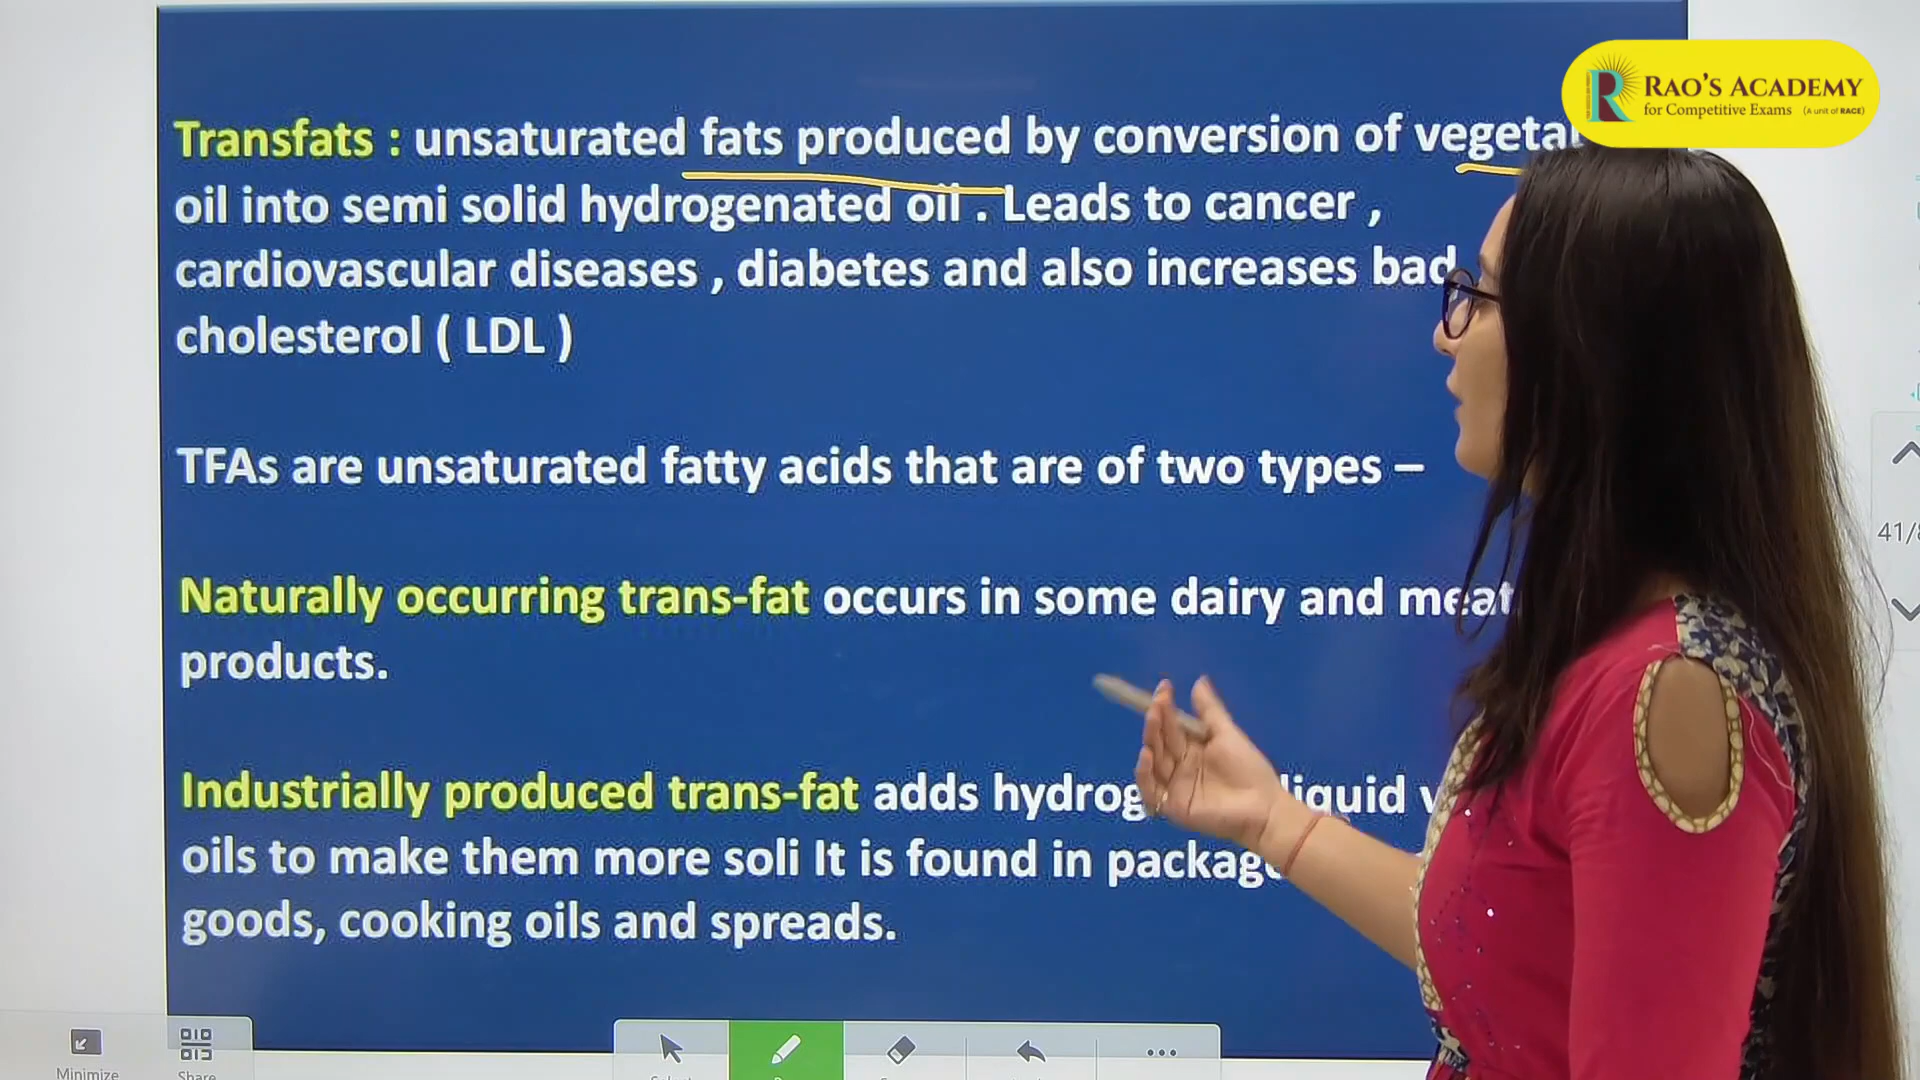 RAO'S ACADEMY
for Competitive Exams (A unit of RACE)
Transfats : unsaturated fats produced by conversion of
oil into semi solid hydrogenated oil . Leads to cancer ,
cardiovascular diseases , diabetes and also increases bad
cholesterol ( LDL )
TFAs are unsaturated fatty acids that are of two types –
Naturally occurring trans-fat occurs in some dairy and meat
products.
Industrially produced trans-fat adds liquid
oils to make them more soli It is found in
goods, cooking oils and spreads.
41/
Minimize
Share